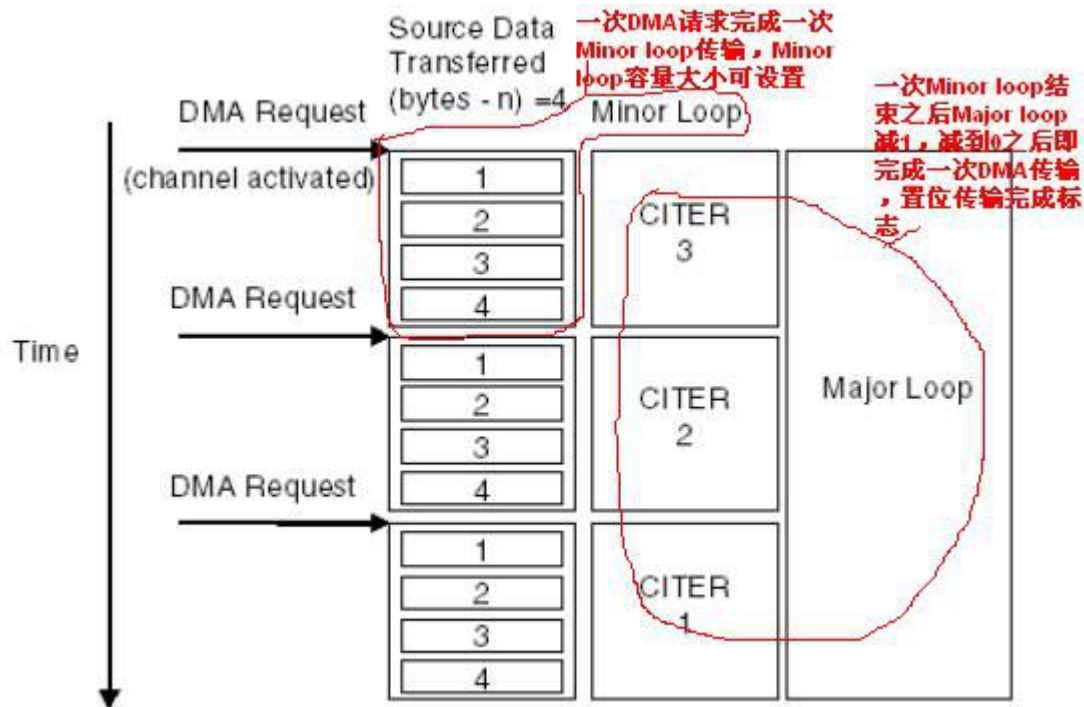 Source Data
Transferred
(bytes - n) =4
一次DMA请求完成一次
Minor loop传输，Minor
loop容量大小可设置
一次Minor loop结
束之后Major loop
减1，减到0之后即
完成一次DMA传输
，置位传输完成标
志
DMA Request
(channel activated)
Minor Loop
1
2
3
4
CITER
3
DMA Request
Time
1
2
3
4
CITER
2
Major Loop
DMA Request
1
2
3
4
CITER
1